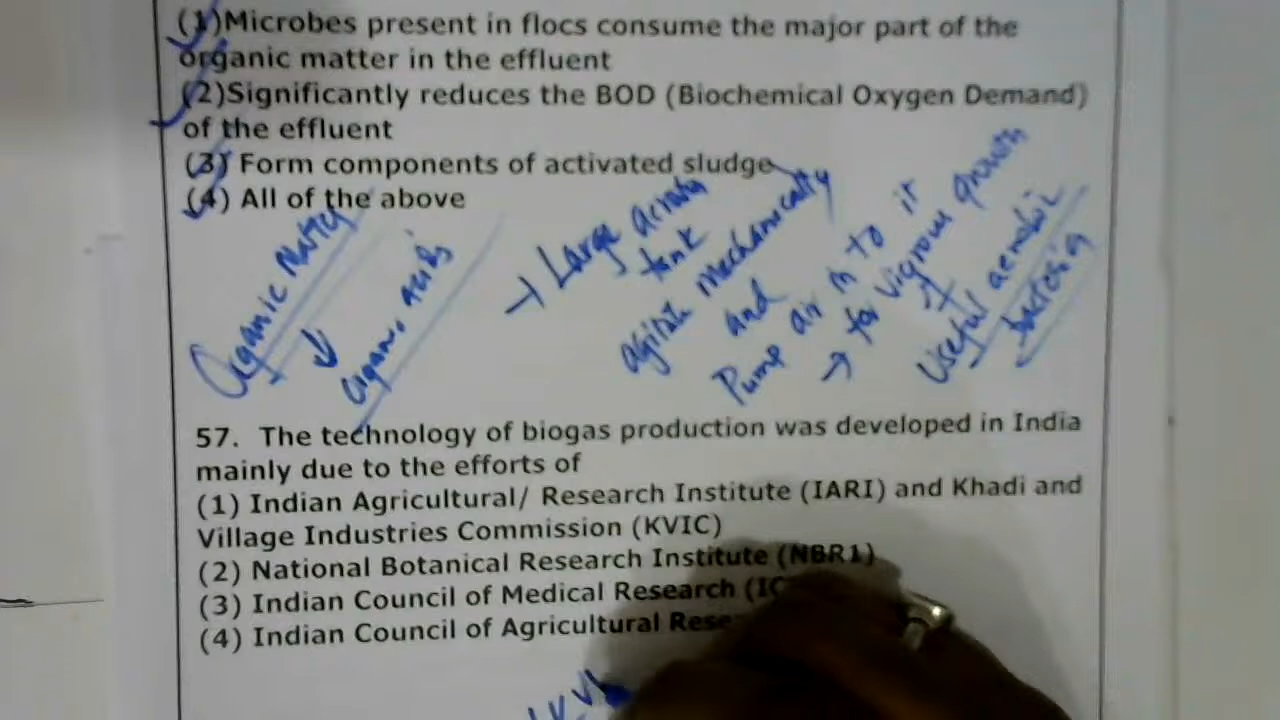 (1)Microbes present in flocs consume the major part of the
organic matter in the effluent
(2)Significantly reduces the BOD (Biochemical Oxygen Demand)
of the effluent
(3) Form components of activated sludge
(4) All of the above
Organic Matter
↓
organic acids
→ Large
tank
agitate Mechanically
and
Pump air in to it
→ for vigrous growth
of
Useful aerobic
bacteria
57. The technology of biogas production was developed in India
mainly due to the efforts of
(1) Indian Agricultural/ Research Institute (IARI) and Khadi and
Village Industries Commission (KVIC)
(2) National Botanical Research Institute (NBR1)
(3) Indian Council of Medical Research (IC
(4) Indian Council of Agricultural Rese